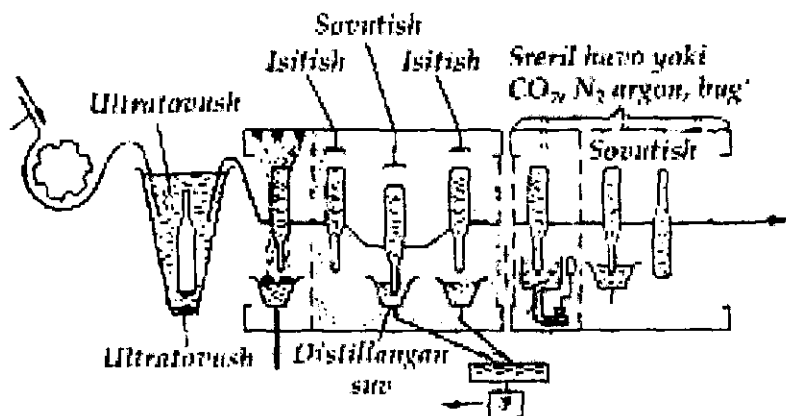 Sovutish
Isitish Isitish
Steril havo yoki
CO₂, N₂ argon, bug'
Ultratovush
Sovutish
Ultratovush
Distillangan
suv